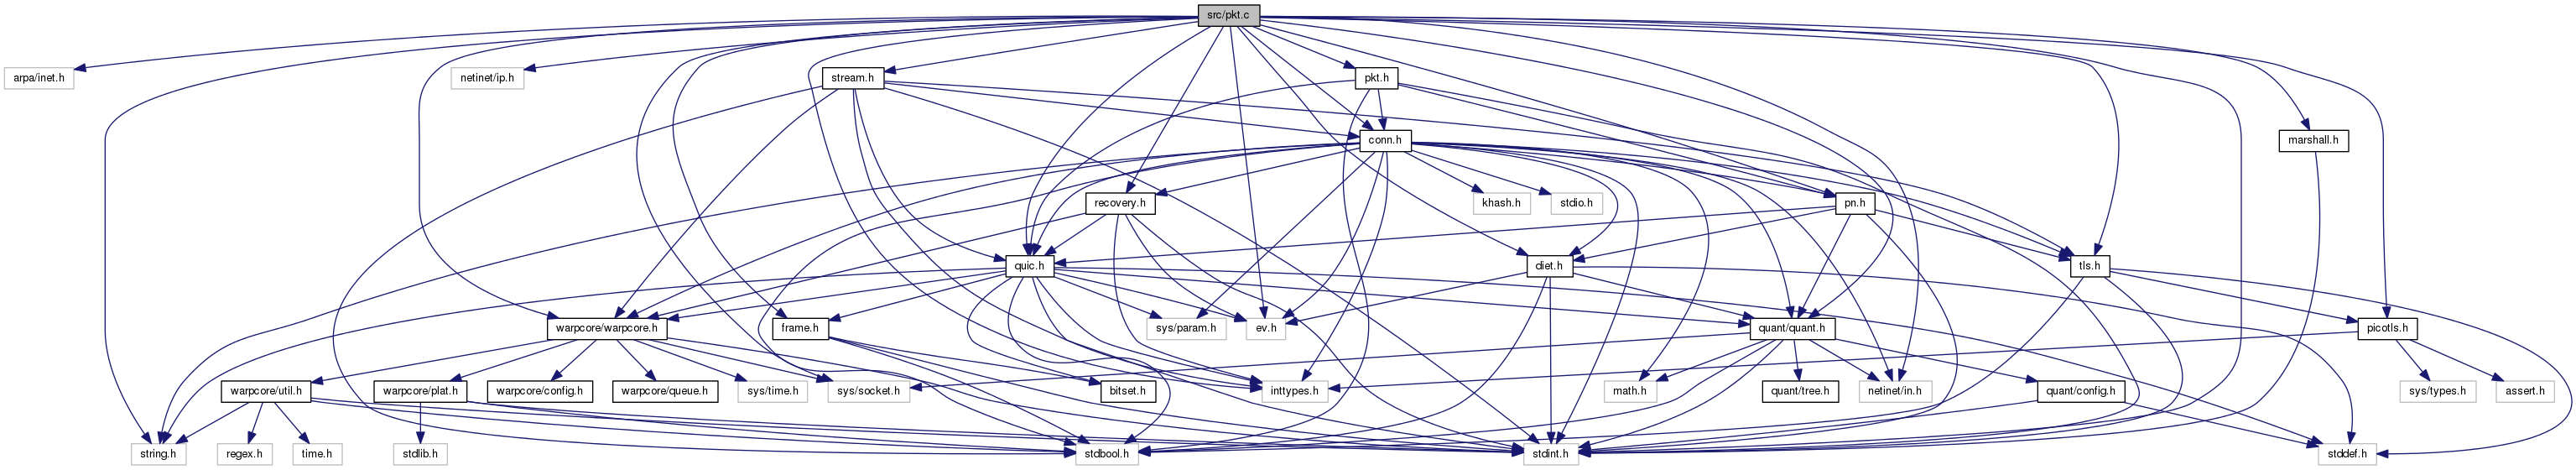 src/pkt.c
arpa/inet.h
netinet/ip.h
stream.h
pkt.h
conn.h
marshall.h
recovery.h
khash.h
stdio.h
pn.h
quic.h
diet.h
tls.h
warpcore/warpcore.h
frame.h
sys/param.h
ev.h
quant/quant.h
picotls.h
warpcore/util.h
warpcore/plat.h
warpcore/config.h
warpcore/queue.h
sys/time.h
sys/socket.h
bitset.h
inttypes.h
math.h
quant/tree.h
netinet/in.h
quant/config.h
sys/types.h
assert.h
string.h
regex.h
time.h
stdlib.h
stdbool.h
stdint.h
stddef.h